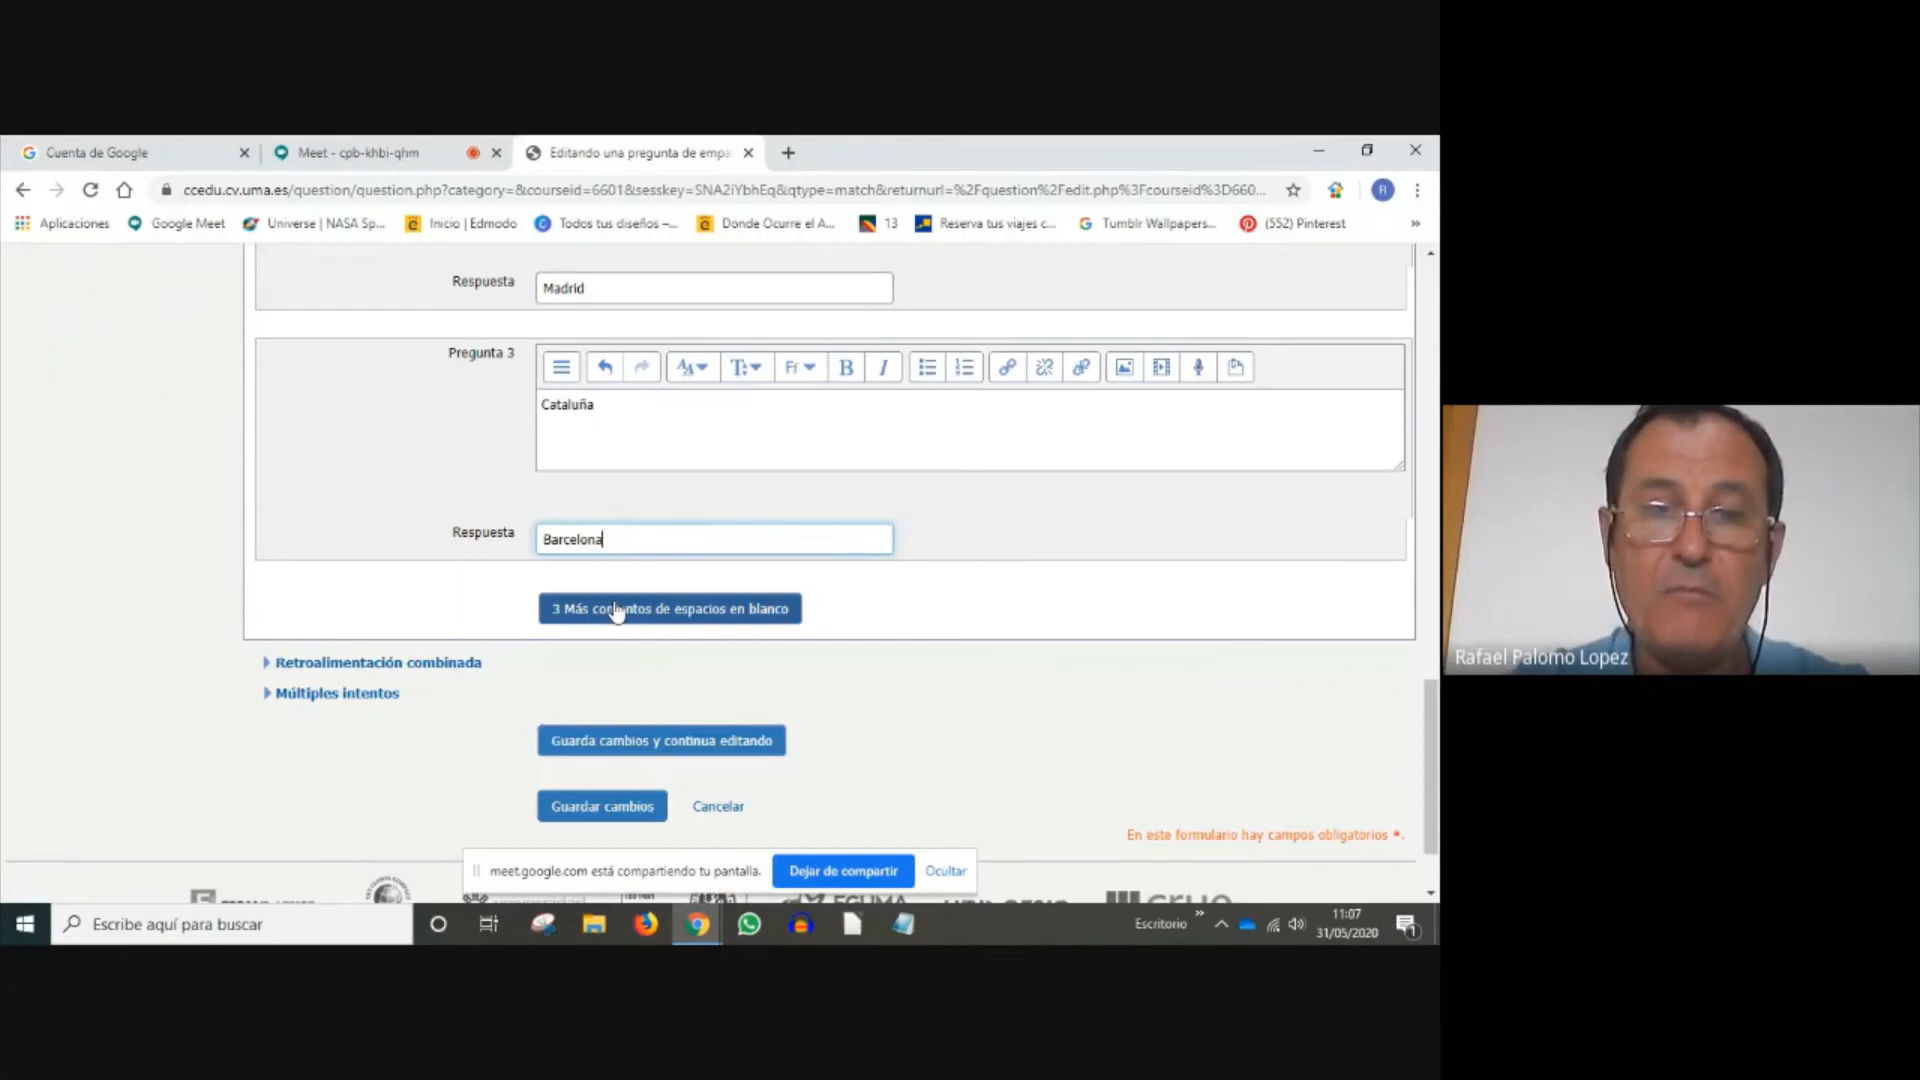 Cuenta de Google
Meet - cpb-khbi-qhm
Editando una pregunta de empa
ccedu.cv.uma.es/question/question.php?category=&courseid=6601&sesskey=SNA2iYbhEq&qtype=match&returnurl=%2Fquestion%2Fedit.php%3Fcourseid%3D660...
Aplicaciones
Google Meet
Universe | NASA Sp...
Inicio | Edmodo
Todos tus diseños –...
Donde Ocurre el A...
13
Reserva tus viajes c...
Tumblr Wallpapers...
(552) Pinterest
»
Respuesta
Madrid
Pregunta 3
Cataluña
Respuesta
Barcelona
3 Más conjuntos de espacios en blanco
Retroalimentación combinada
Múltiples intentos
Guarda cambios y continua editando
Guardar cambios
Cancelar
En este formulario hay campos obligatorios *.
meet.google.com está compartiendo tu pantalla.
Dejar de compartir
Ocultar
Escribe aquí para buscar
Escritorio
11:07
31/05/2020
Rafael Palomo Lopez